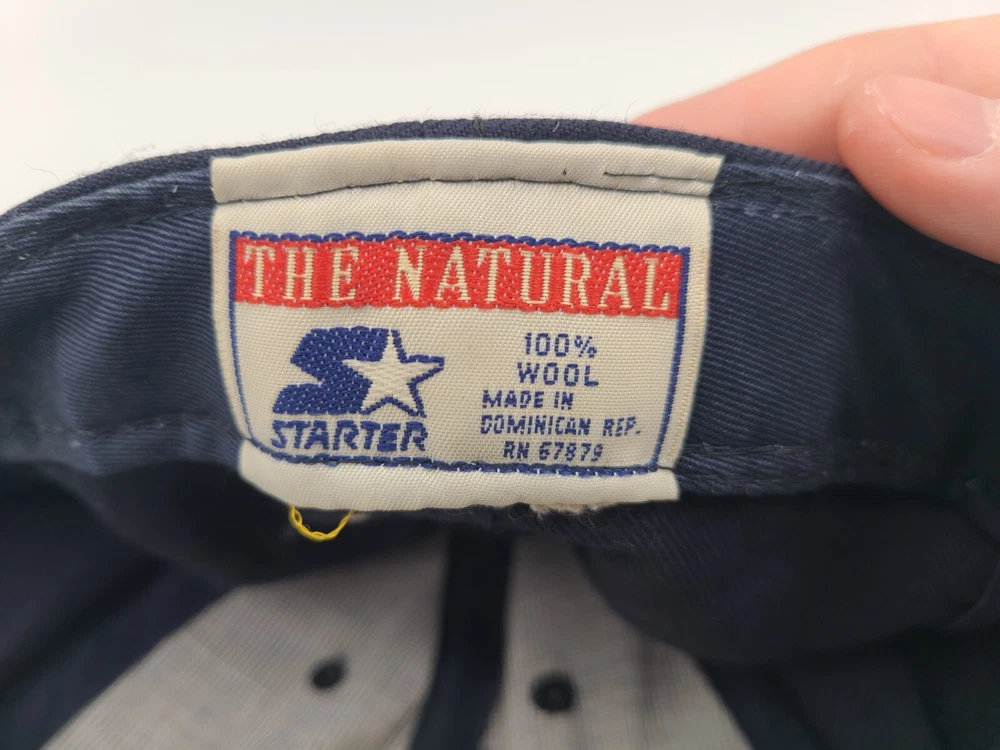 THE NATURAL
STARTER
100%
WOOL
MADE IN
DOMINICAN REP.
RN 67879